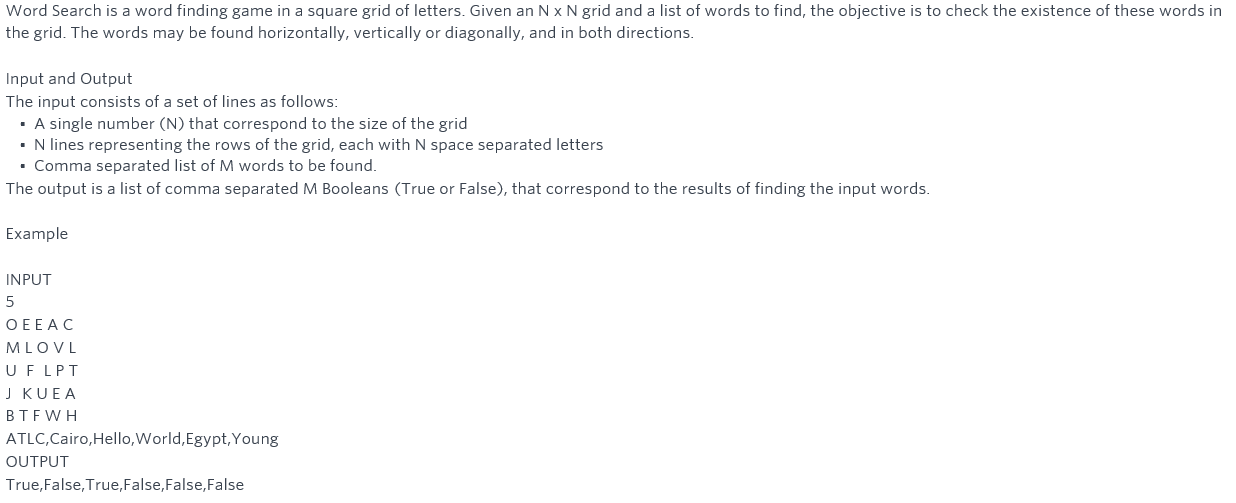 Word Search is a word finding game in a square grid of letters. Given an N x N grid and a list of words to find, the objective is to check the existence of these words in
the grid. The words may be found horizontally, vertically or diagonally, and in both directions.
Input and Output
The input consists of a set of lines as follows:
▪ A single number (N) that correspond to the size of the grid
▪ N lines representing the rows of the grid, each with N space separated letters
▪ Comma separated list of M words to be found.
The output is a list of comma separated M Booleans (True or False), that correspond to the results of finding the input words.
Example
INPUT
5
O E E A C
M L O V L
U F L P T
J K U E A
B T F W H
ATLC,Cairo,Hello,World,Egypt,Young
OUTPUT
True,False,True,False,False,False